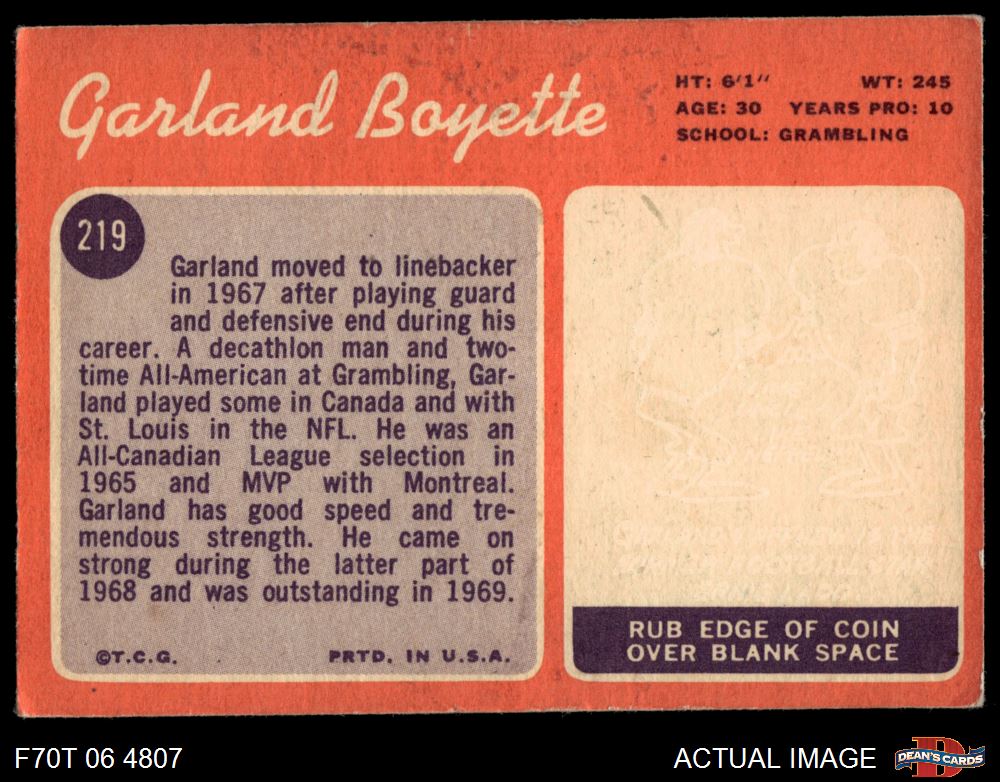 Garland Boyette
HT: 6'1" WT: 245
AGE: 30 YEARS PRO: 10
SCHOOL: GRAMBLING
219
Garland moved to linebacker
in 1967 after playing guard
and defensive end during his
career. A decathlon man and two-
time All-American at Grambling, Gar-
land played some in Canada and with
St. Louis in the NFL. He was an
All-Canadian League selection in
1965 and MVP with Montreal.
Garland has good speed and tre-
mendous strength. He came on
strong during the latter part of
1968 and was outstanding in 1969.
©T.C.G. PRTD. IN U.S.A.
RUB EDGE OF COIN
OVER BLANK SPACE
F70T 06 4807
ACTUAL IMAGE
D
DEAN'S CARDS